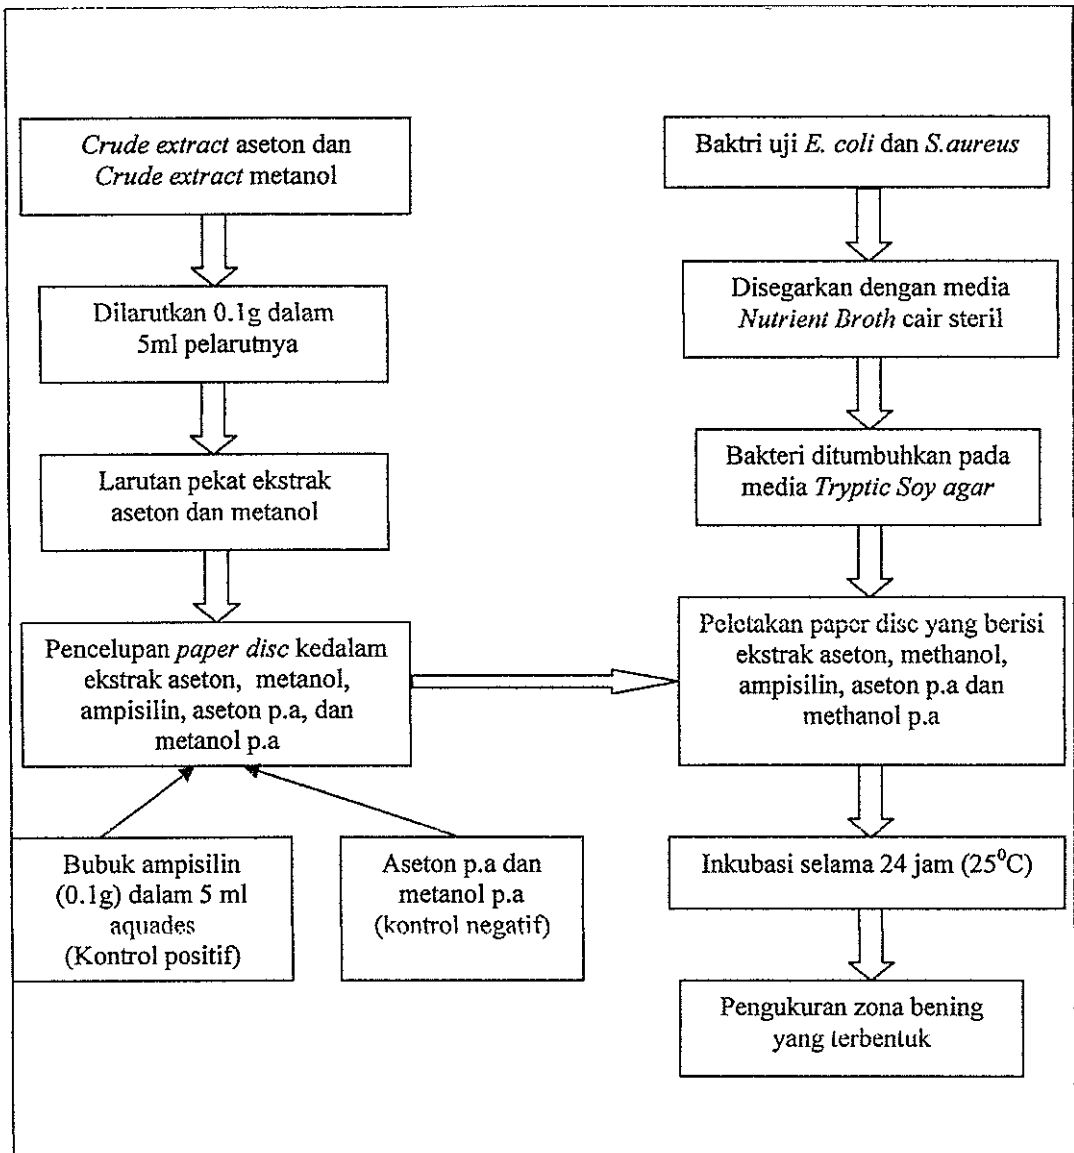 Crude extract aseton dan
Crude extract metanol
Dilarutkan 0.1g dalam
5ml pelarutnya
Larutan pekat ekstrak
aseton dan metanol
Pencelupan paper disc kedalam
ekstrak aseton, metanol,
ampisilin, aseton p.a, dan
metanol p.a
Bubuk ampisilin
(0.1g) dalam 5 ml
aquades
(Kontrol positif)
Aseton p.a dan
metanol p.a
(kontrol negatif)
Baktri uji E. coli dan S.aureus
Disegarkan dengan media
Nutrient Broth cair steril
Bakteri ditumbuhkan pada
media Tryptic Soy agar
Peletakan paper disc yang berisi
ekstrak aseton, methanol,
ampisilin, aseton p.a dan
methanol p.a
Inkubasi selama 24 jam (25⁰C)
Pengukuran zona bening
yang terbentuk